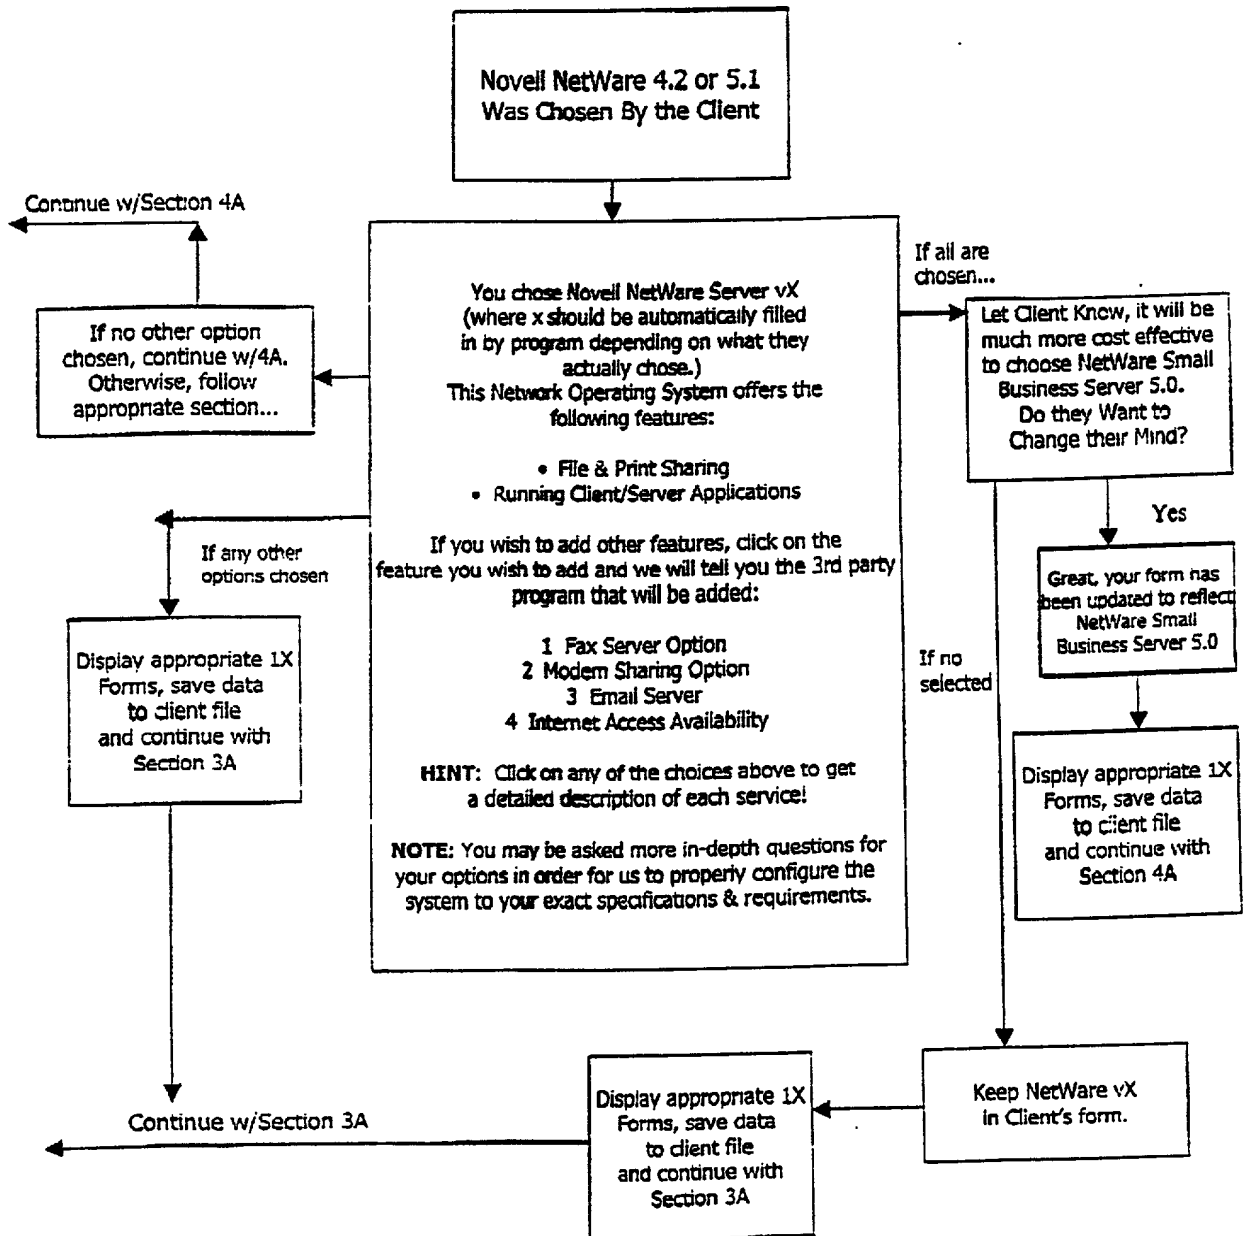 Novell NetWare 4.2 or 5.1
Was Chosen By the Client
Continue w/Section 4A
If no other option
chosen, continue w/4A.
Otherwise, follow
appropriate section...
You chose Novell NetWare Server vX
(where x should be automatically filled
in by program depending on what they
actually chose.)
This Network Operating System offers the
following features:
• File & Print Sharing
• Running Client/Server Applications
If you wish to add other features, click on the
feature you wish to add and we will tell you the 3rd party
program that will be added:
1 Fax Server Option
2 Modem Sharing Option
3 Email Server
4 Internet Access Availability
HINT: Click on any of the choices above to get
a detailed description of each service!
NOTE: You may be asked more in-depth questions for
your options in order for us to properly configure the
system to your exact specifications & requirements.
If all are
chosen...
Let Client Know, it will be
much more cost effective
to choose NetWare Small
Business Server 5.0.
Do they Want to
Change their Mind?
Yes
Great, your form has
been updated to reflect
NetWare Small
Business Server 5.0
If no
selected
Display appropriate 1X
Forms, save data
to client file
and continue with
Section 4A
If any other
options chosen
Display appropriate 1X
Forms, save data
to client file
and continue with
Section 3A
Keep NetWare vX
in Client's form.
Display appropriate 1X
Forms, save data
to client file
and continue with
Section 3A
Continue w/Section 3A